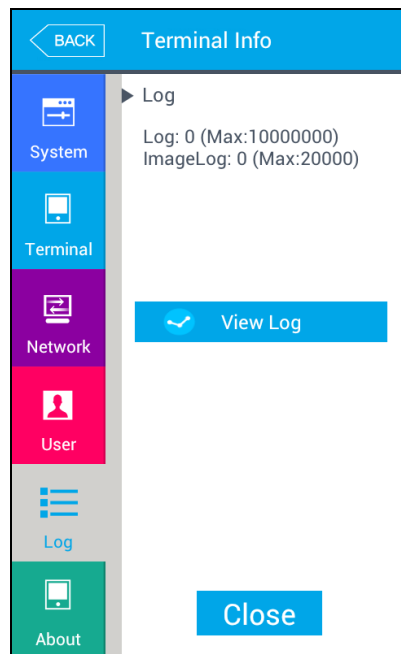 BACK
Terminal Info
System
Terminal
Network
User
Log
About
Log
Log: 0 (Max:10000000)
ImageLog: 0 (Max:20000)
View Log
Close